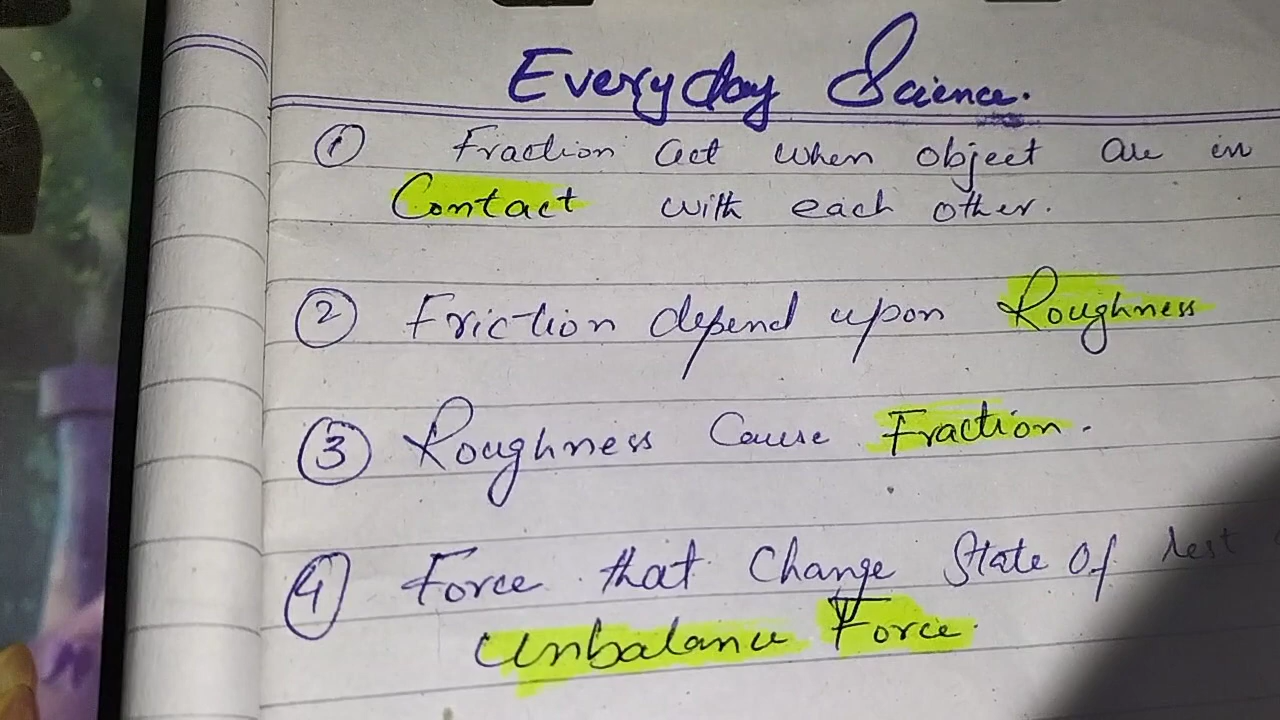 Everyday Science.
① Fraction act when object are in
Contact with each other.
② Friction depend upon Roughness
③ Roughness Cause Fraction.
④ Force that Change State Of rest
Unbalance Force.